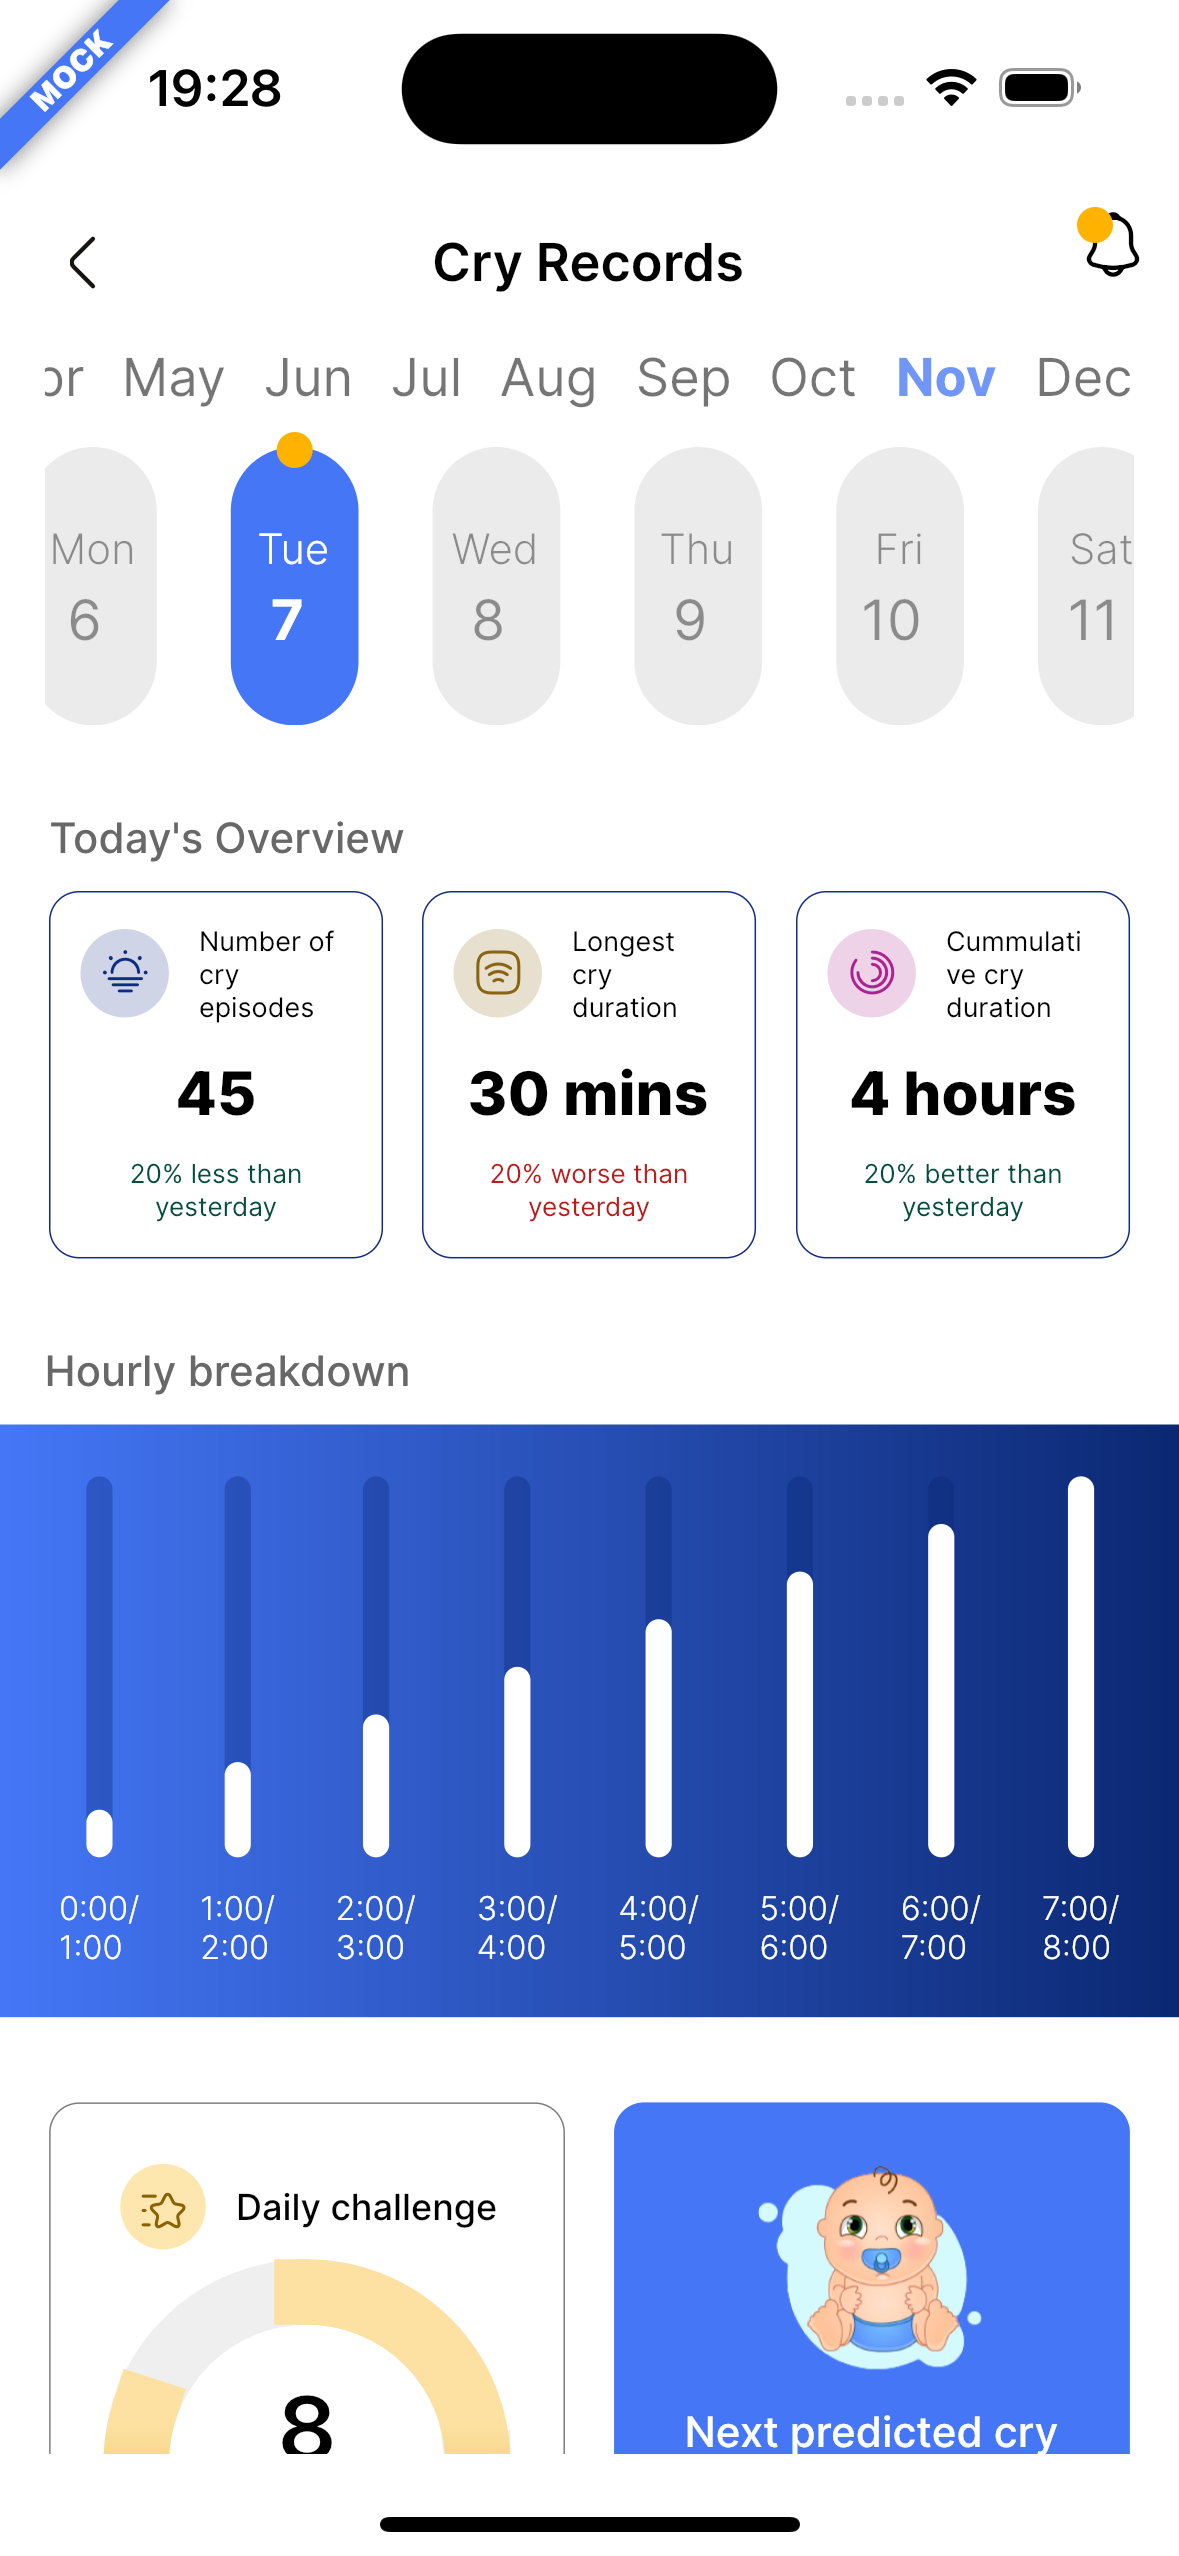 MOCK
19:28
Cry Records
May Jun Jul Aug Sep Oct Nov Dec
Mon Tue Wed Thu Fri Sat
6 7 8 9 10 11
Today's Overview
Number of
cry
episodes
45
20% less than
yesterday
Longest
cry
duration
30 mins
20% worse than
yesterday
Cummulati
ve cry
duration
4 hours
20% better than
yesterday
Hourly breakdown
0:00/ 1:00/ 2:00/ 3:00/ 4:00/ 5:00/ 6:00/ 7:00/
1:00 2:00 3:00 4:00 5:00 6:00 7:00 8:00
Daily challenge
8
Next predicted cry